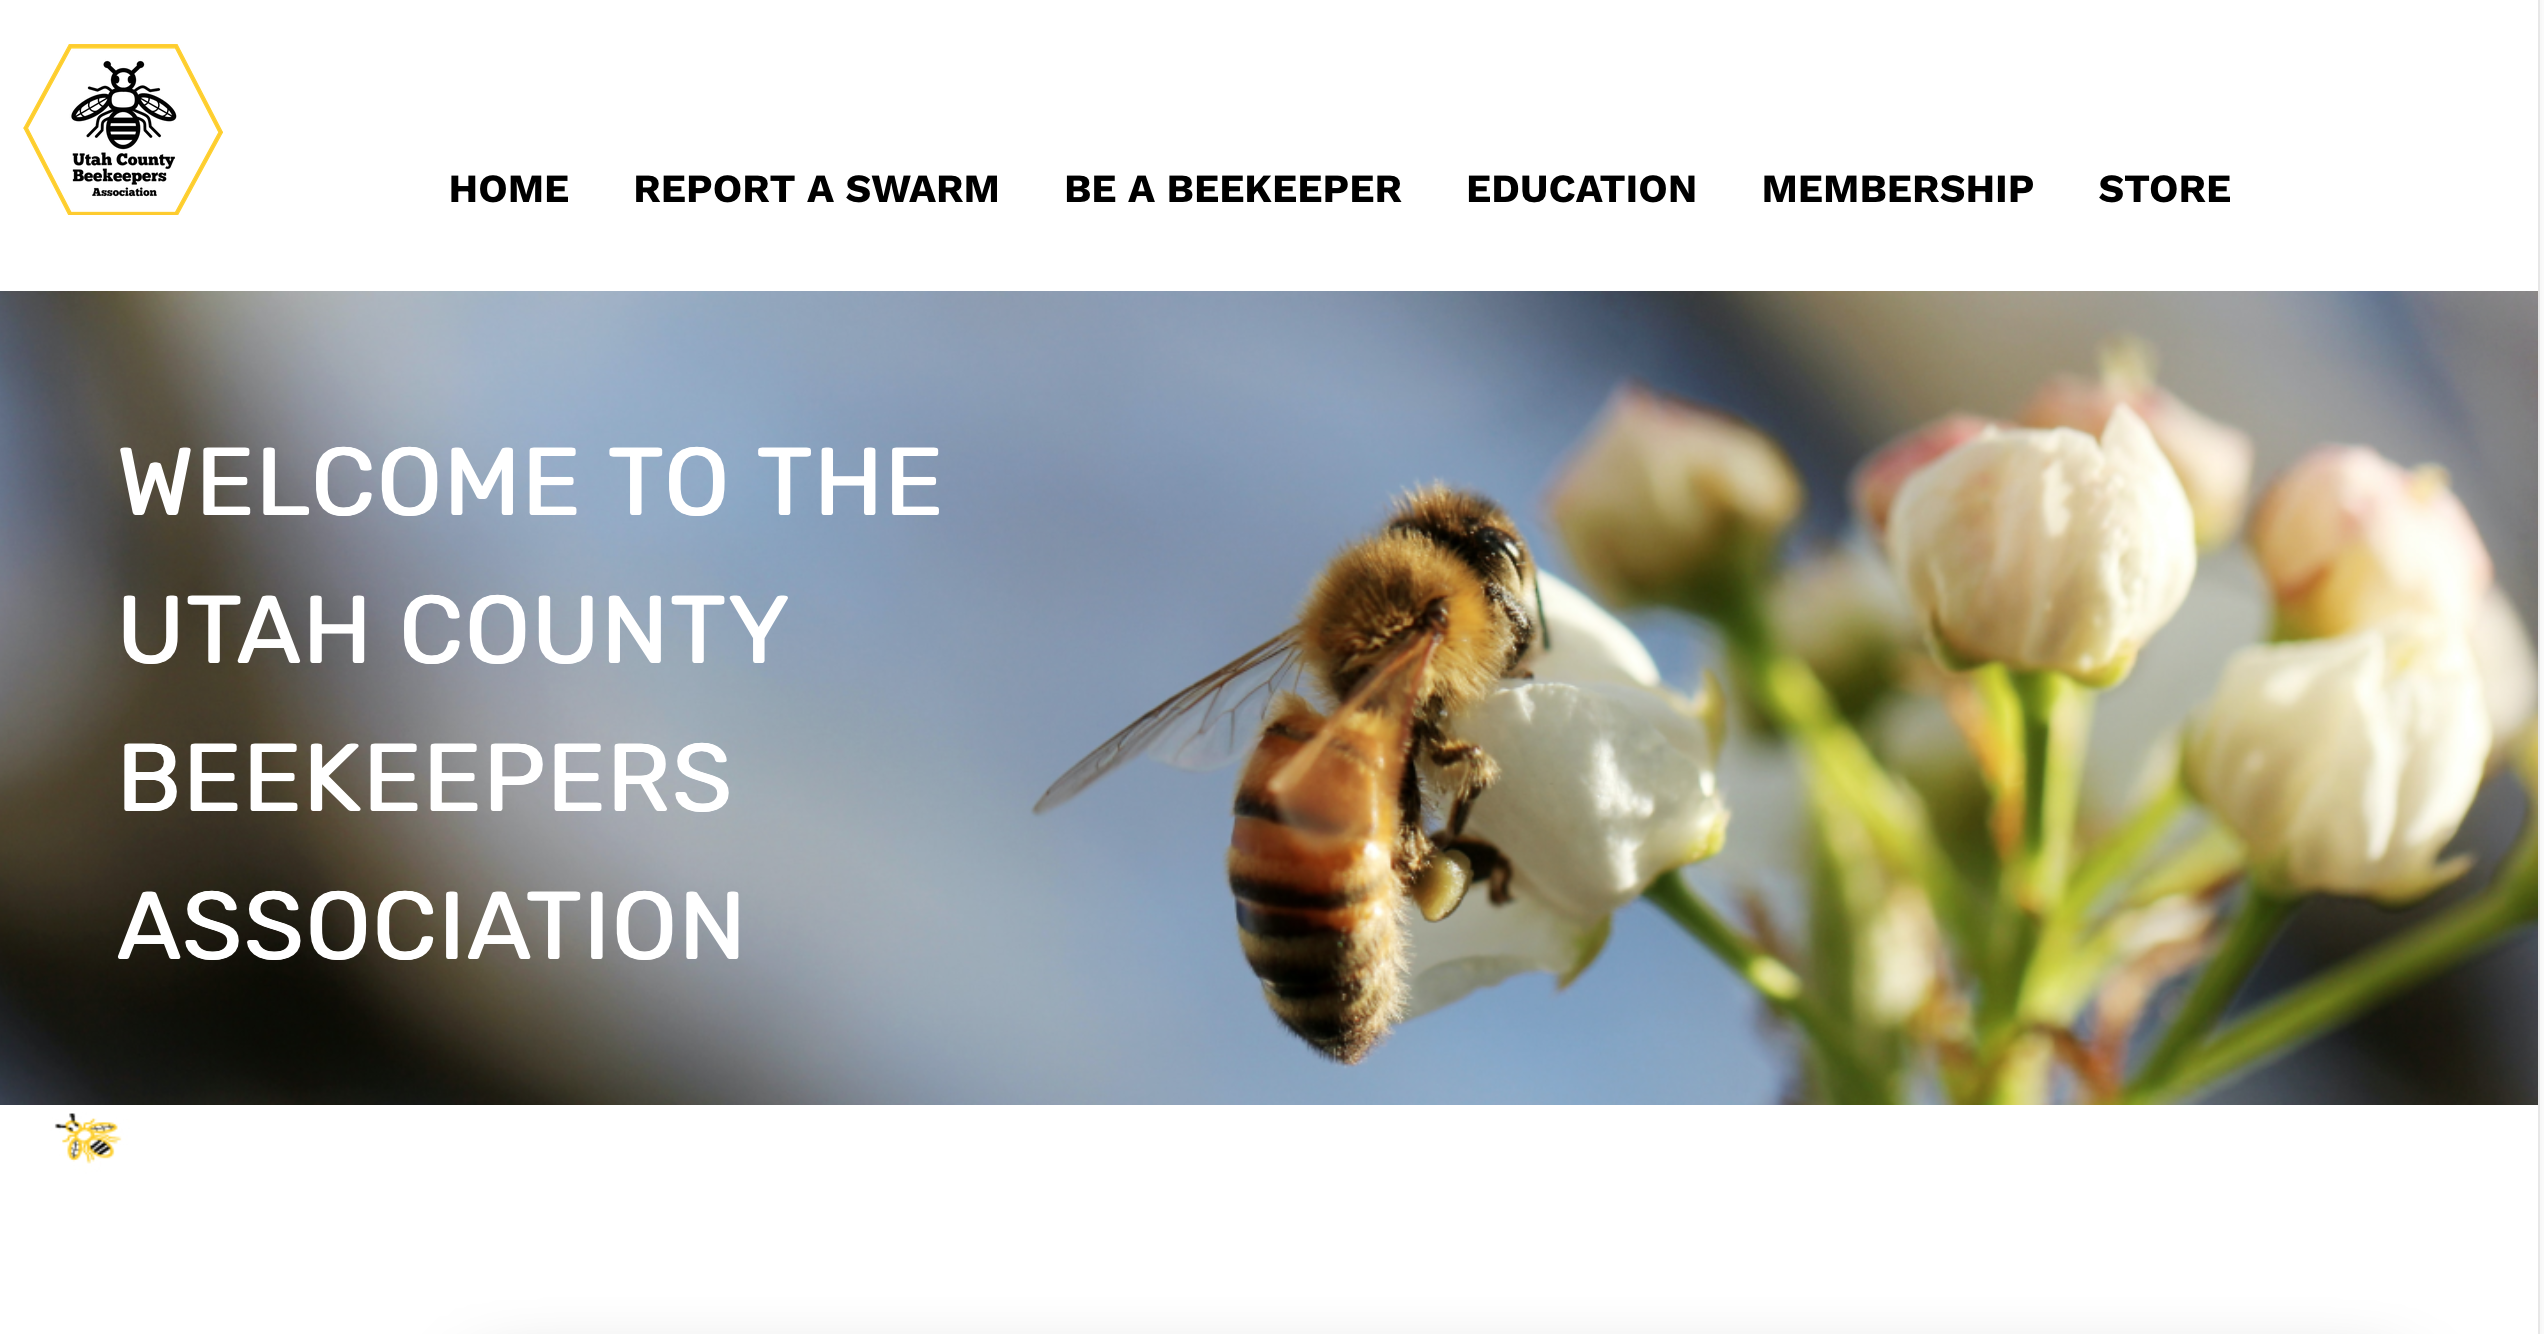 Utah County
Beekeepers
Association
HOME REPORT A SWARM BE A BEEKEEPER EDUCATION MEMBERSHIP STORE
WELCOME TO THE
UTAH COUNTY
BEEKEEPERS
ASSOCIATION